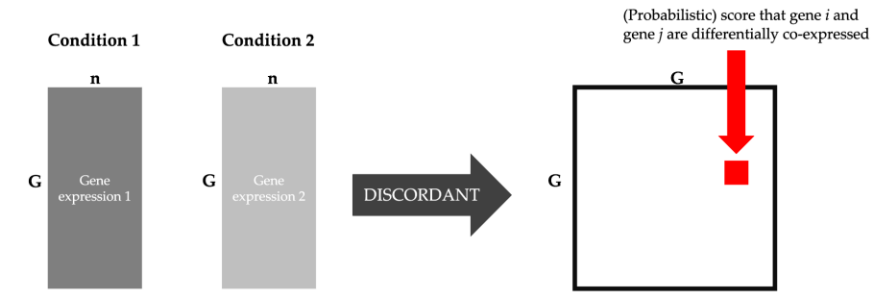 Condition 1
n
G
Gene
expression 1
Condition 2
n
G
Gene
expression 2
DISCORDANT
(Probabilistic) score that gene i and
gene j are differentially co-expressed
G
G